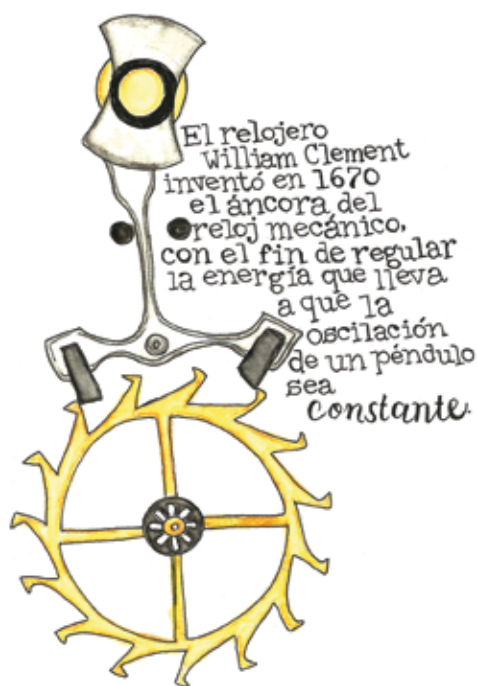 El relojero
William Clement
inventó en 1670
el áncora del
reloj mecánico,
con el fin de regular
la energía que lleva
a que la
oscilación
de un péndulo
sea
constante.